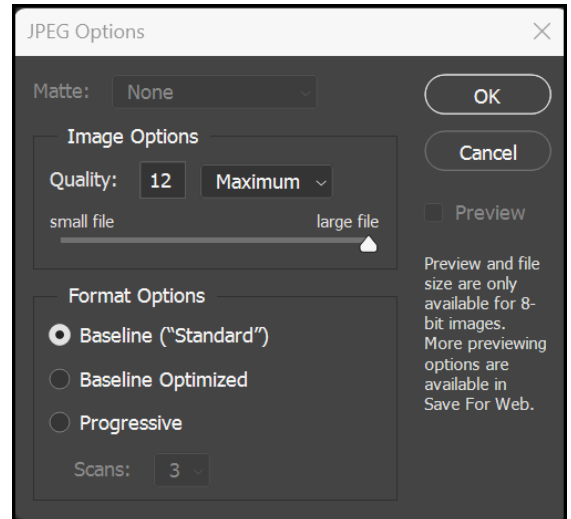 JPEG Options
Matte: None
OK
Image Options
Cancel
Quality: 12 Maximum
small file large file
Preview
Preview and file
size are only
available for 8-
bit images.
More previewing
options are
available in
Save For Web.
Format Options
Baseline (“Standard”)
Baseline Optimized
Progressive
Scans: 3